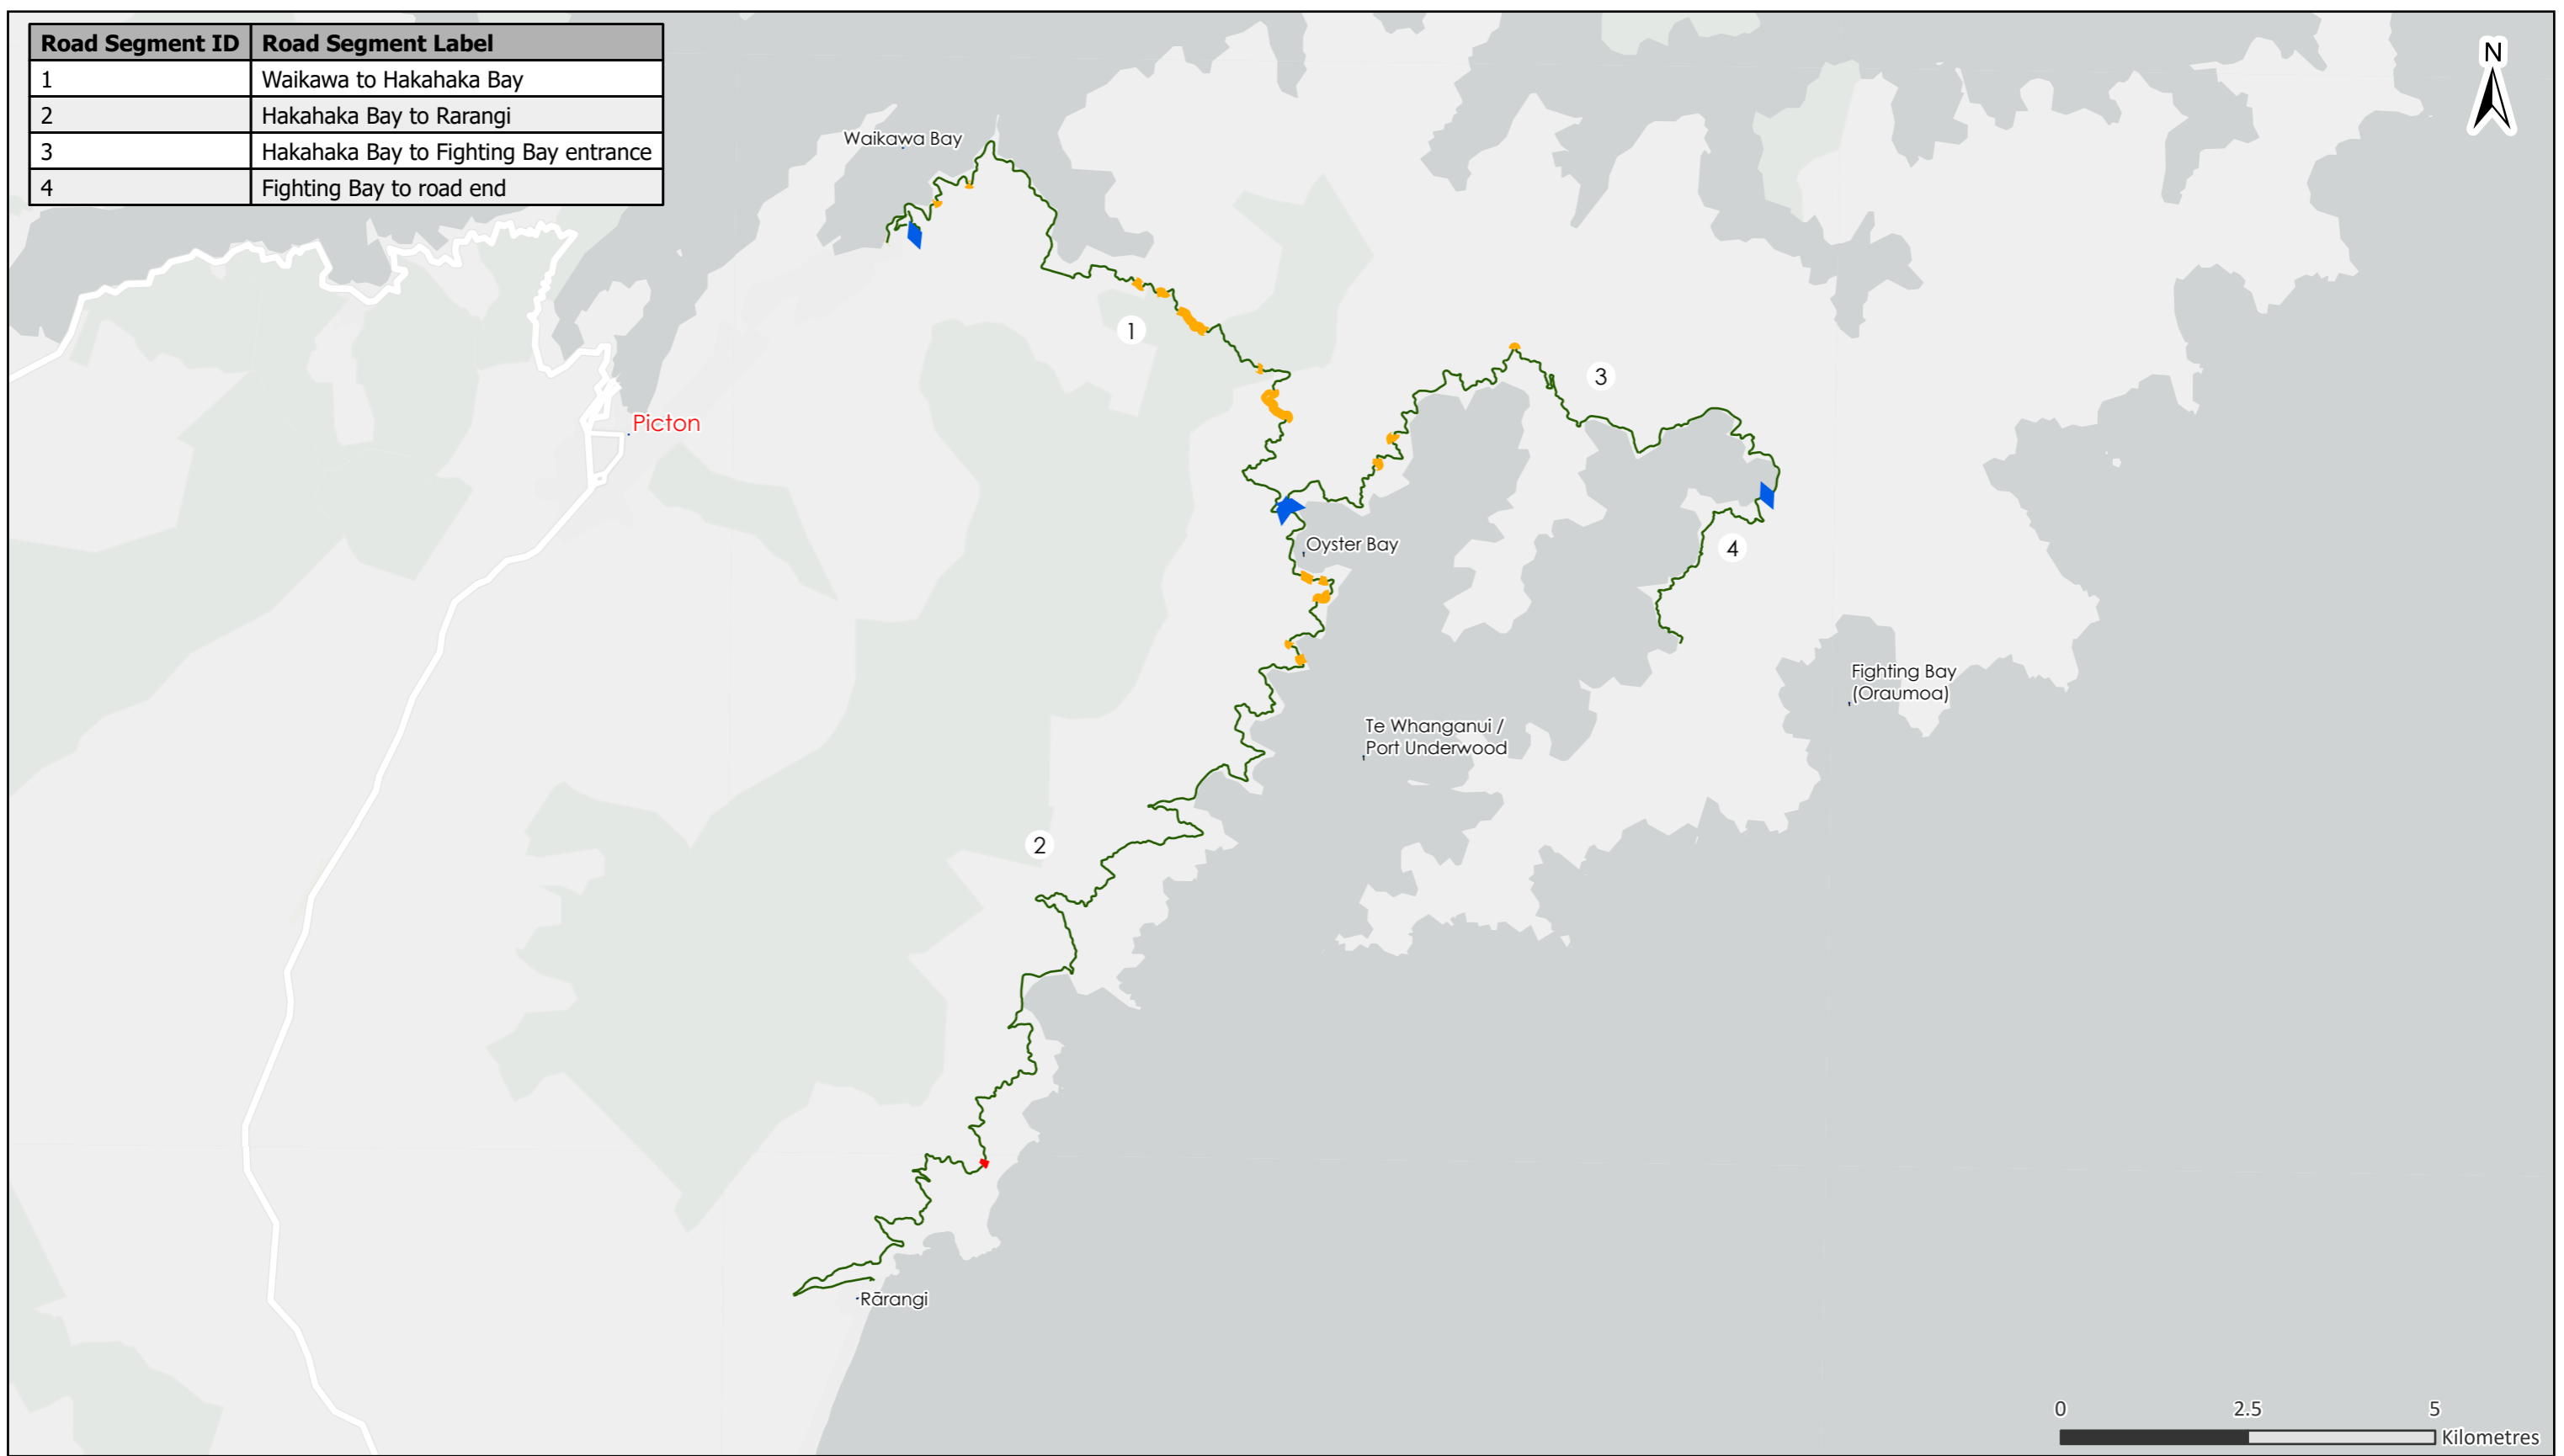 Road Segment ID Road Segment Label
1 Waikawa to Hakahaka Bay
2 Hakahaka Bay to Rarangi
3 Hakahaka Bay to Fighting Bay entrance
4 Fighting Bay to road end
N
Waikawa Bay
1
3
Picton
Oyster Bay
4
Fighting Bay
(Oraumoa)
Te Whanganui /
Port Underwood
2
Rārangi
0 2.5 5
Kilometres